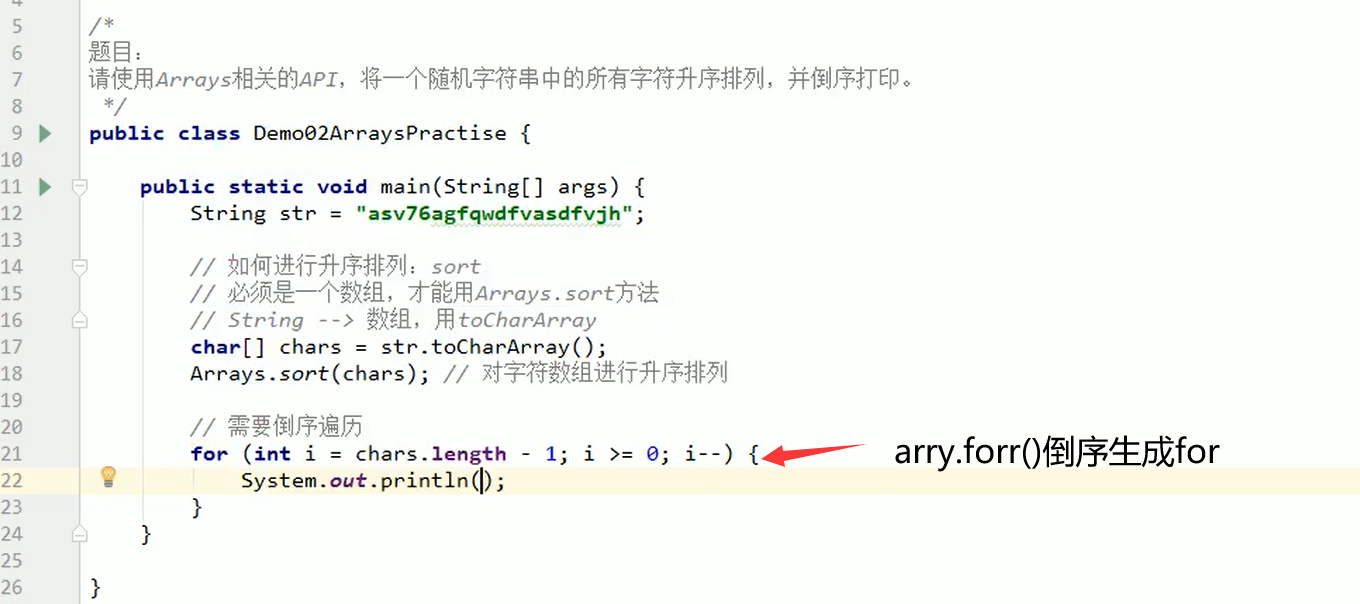 4
5 /*
6 题目：
7 请使用Arrays相关的API，将一个随机字符串中的所有字符升序排列，并倒序打印。
8 */
9 public class Demo02ArraysPractise {
10
11 public static void main(String[] args) {
12 String str = "asv76agfqwdfvasdfvjh";
13
14 // 如何进行升序排列：sort
15 // 必须是一个数组，才能用Arrays.sort方法
16 // String --> 数组，用toCharArray
17 char[] chars = str.toCharArray();
18 Arrays.sort(chars); // 对字符数组进行升序排列
19
20 // 需要倒序遍历
21 for (int i = chars.length - 1; i >= 0; i--) { arry.forr()倒序生成for
22 System.out.println();
23 }
24 }
25
26 }